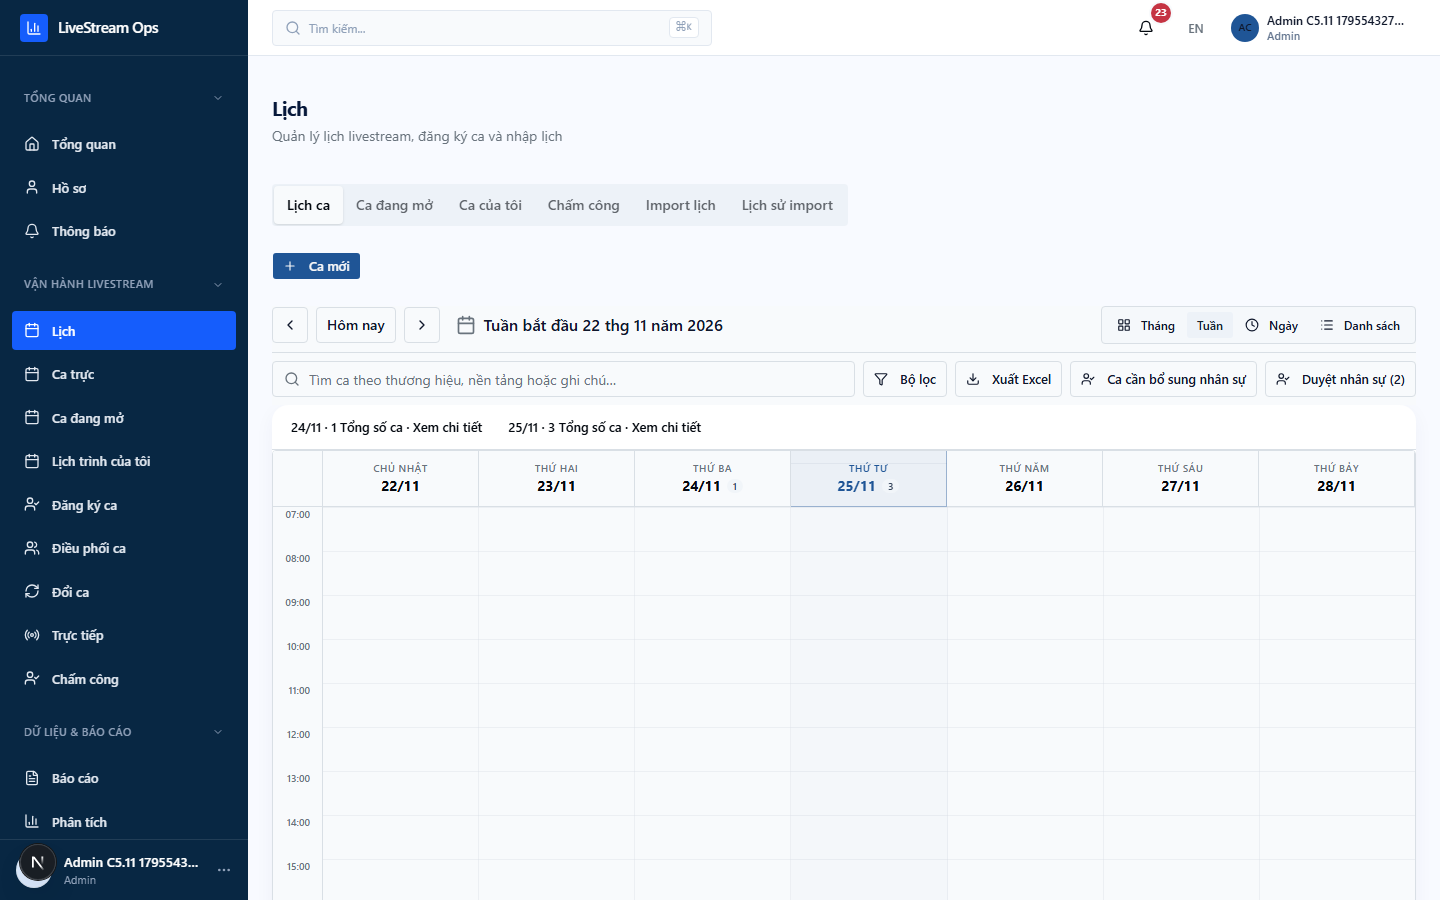 LiveStream Ops
TỔNG QUAN
Tổng quan
Hồ sơ
Thông báo
VẬN HÀNH LIVESTREAM
Lịch
Ca trực
Ca đang mở
Lịch trình của tôi
Đăng ký ca
Điều phối ca
Đổi ca
Trực tiếp
Chấm công
DỮ LIỆU & BÁO CÁO
Báo cáo
Phân tích
N
Admin C5.11 1795543...
Admin
Tìm kiếm...
⌘K
23
EN
AC
Admin C5.11 179554327...
Admin
Lịch
Quản lý lịch livestream, đăng ký ca và nhập lịch
Lịch ca
Ca đang mở
Ca của tôi
Chấm công
Import lịch
Lịch sử import
Ca mới
Hôm nay
Tuần bắt đầu 22 thg 11 năm 2026
Tháng
Tuần
Ngày
Danh sách
Tìm ca theo thương hiệu, nền tảng hoặc ghi chú...
Bộ lọc
Xuất Excel
Ca cần bổ sung nhân sự
Duyệt nhân sự (2)
24/11 · 1 Tổng số ca · Xem chi tiết
25/11 · 3 Tổng số ca · Xem chi tiết
CHỦ NHẬT
22/11
THỨ HAI
23/11
THỨ BA
24/11 1
THỨ TƯ
25/11 3
THỨ NĂM
26/11
THỨ SÁU
27/11
THỨ BẢY
28/11
07:00
08:00
09:00
10:00
11:00
12:00
13:00
14:00
15:00